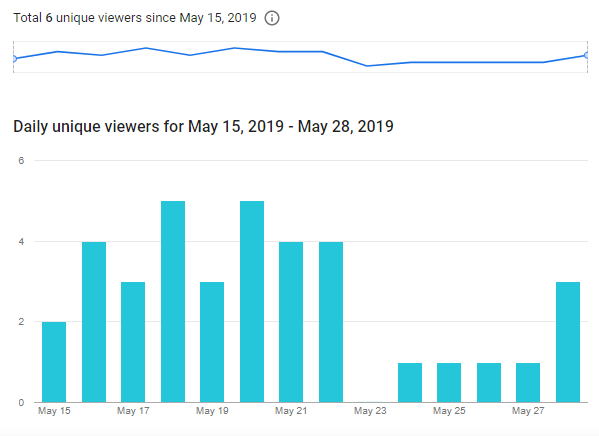 Total 6 unique viewers since May 15, 2019
Daily unique viewers for May 15, 2019 - May 28, 2019
6
4
2
0
May 15 May 17 May 19 May 21 May 23 May 25 May 27